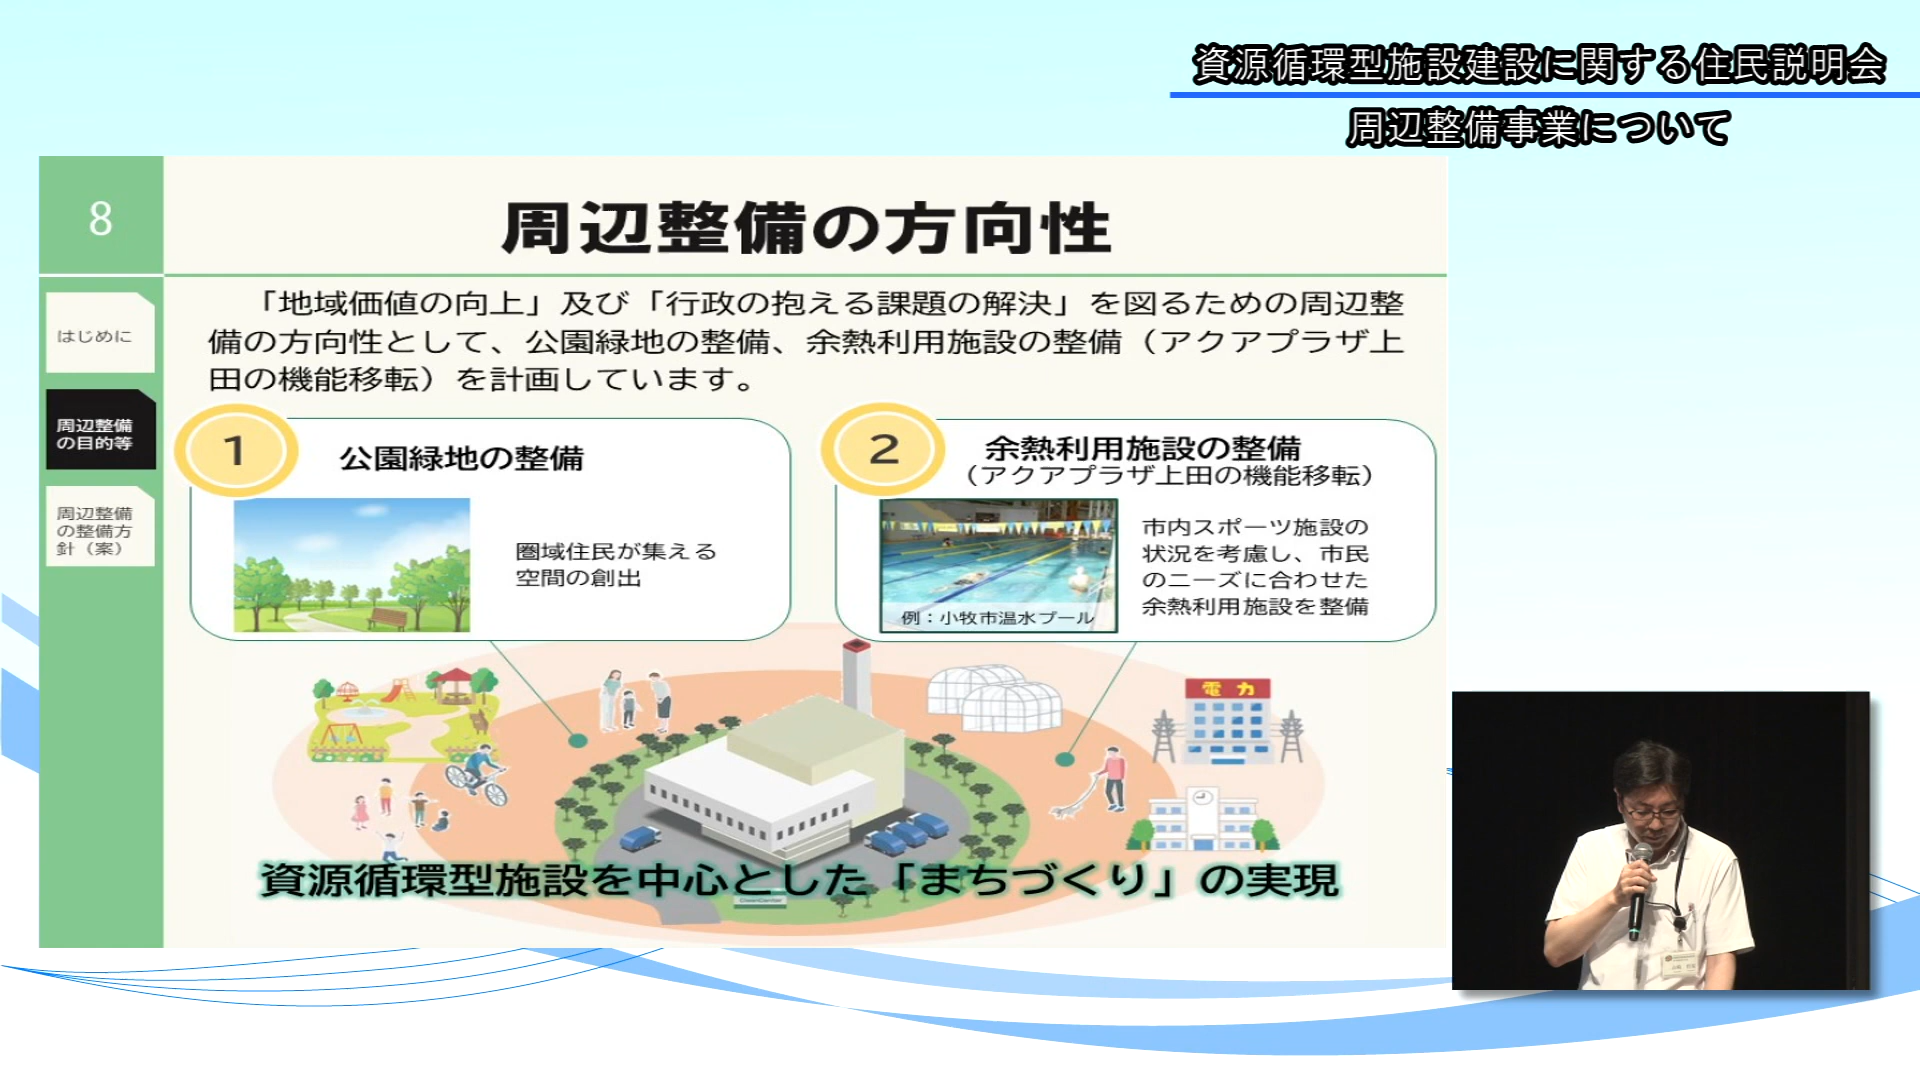 資源循環型施設建設に関する住民説明会
周辺整備事業について
8
周辺整備の方向性
はじめに
周辺整備
の目的等
周辺整備
の整備方
針（案）
「地域価値の向上」及び「行政の抱える課題の解決」を図るための周辺整
備の方向性として、公園緑地の整備、余熱利用施設の整備（アクアプラザ上
田の機能移転）を計画しています。
1
公園緑地の整備
圏域住民が集える
空間の創出
2
余熱利用施設の整備
（アクアプラザ上田の機能移転）
例：小牧市温水プール
市内スポーツ施設の
状況を考慮し、市民
のニーズに合わせた
余熱利用施設を整備
電力
資源循環型施設を中心とした「まちづくり」の実現